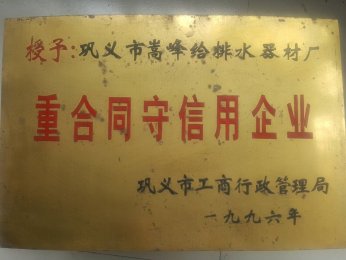 授予:巩义市嵩峰给排水器材厂
重合同守信用企业
巩义市工商行政管理局
一九九六年